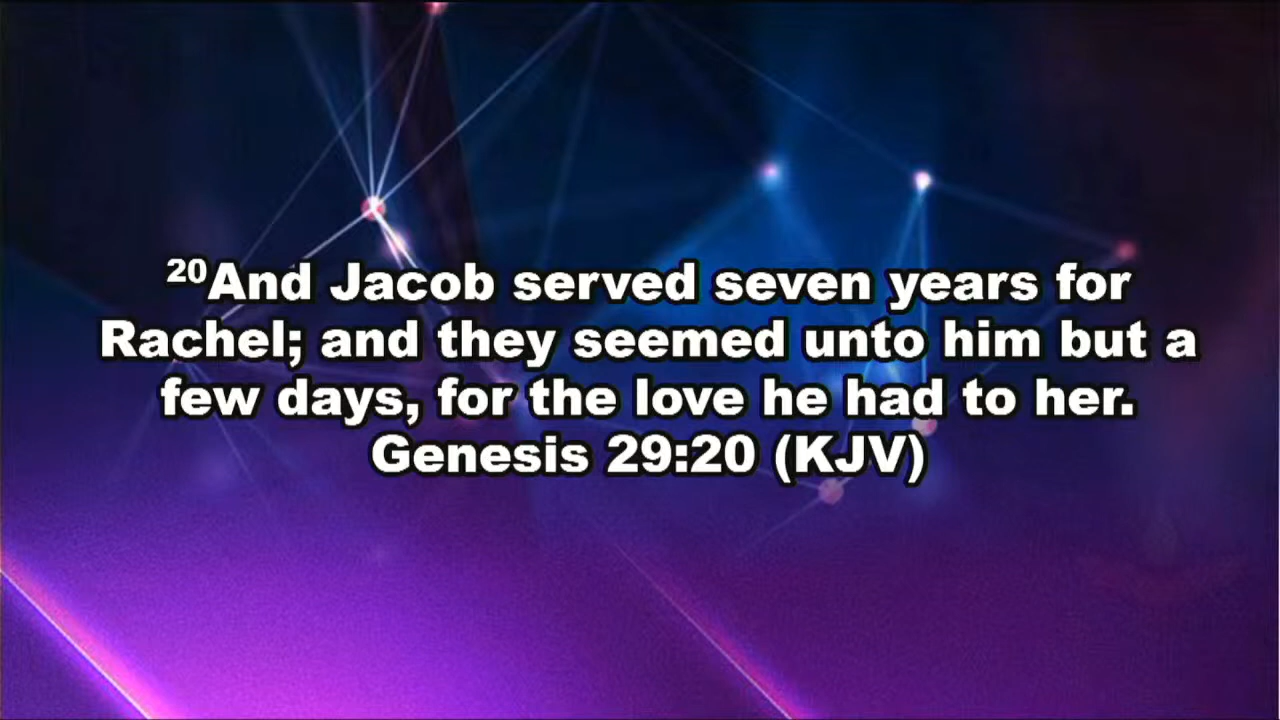 ²⁰And Jacob served seven years for
Rachel; and they seemed unto him but a
few days, for the love he had to her.
Genesis 29:20 (KJV)